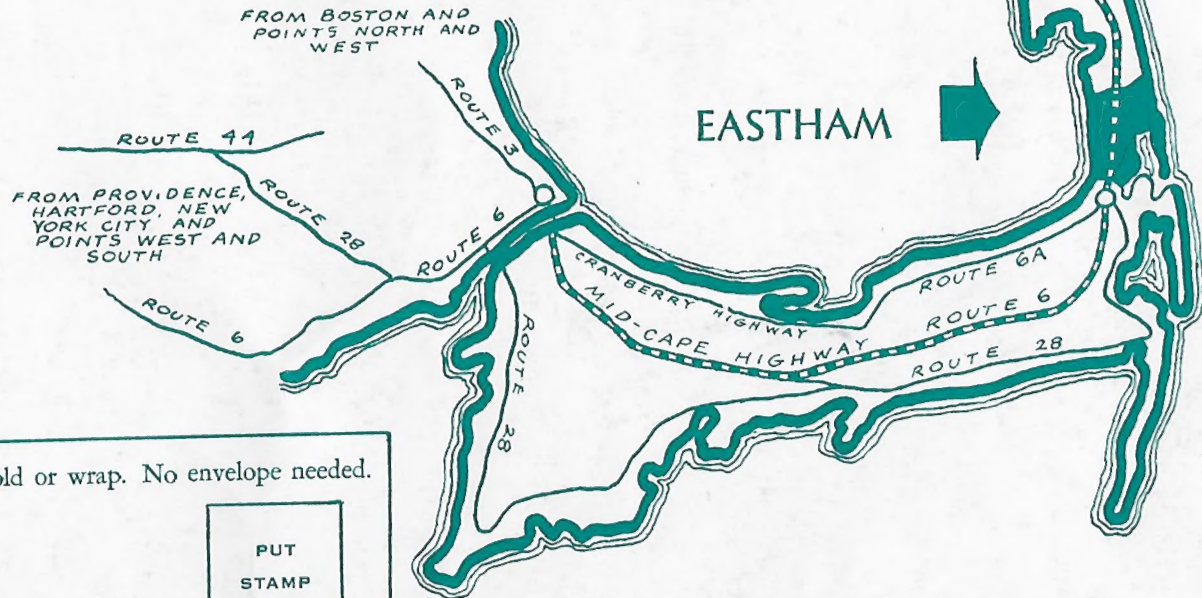 FROM BOSTON AND
POINTS NORTH AND
WEST
ROUTE 3
EASTHAM
ROUTE 44
FROM PROVIDENCE,
HARTFORD, NEW
YORK CITY AND
POINTS WEST AND
SOUTH
ROUTE 28
ROUTE 6
ROUTE 6
CRANBERRY HIGHWAY
MID-CAPE HIGHWAY
ROUTE 6A
ROUTE 6
ROUTE 28
ROUTE 28
old or wrap. No envelope needed.
PUT
STAMP